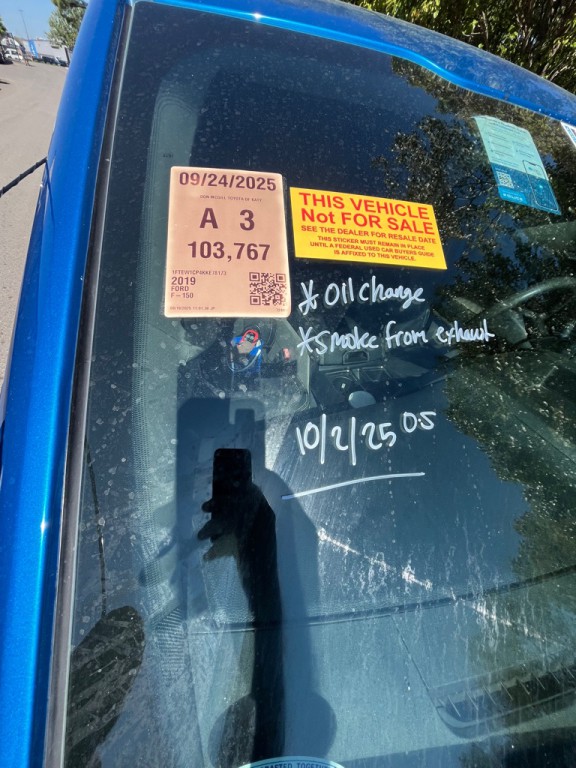 09/24/2025
A 3
103,767
2019
FORD
F-150
THIS VEHICLE
Not FOR SALE
SEE THE DEALER FOR RESALE DATE
THIS STICKER MUST REMAIN IN PLACE
UNTIL A FEDERAL USED CAR BUYERS GUIDE
IS AFFIXED TO THIS VEHICLE.
* oil change
* smoke from exhaust
10/2/25